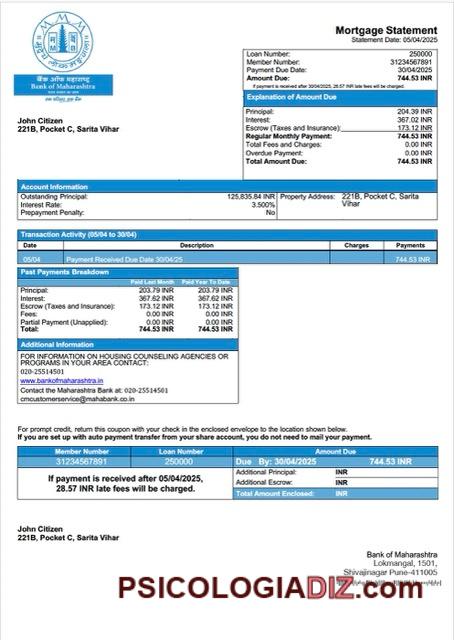 Mortgage Statement
Statement Date: 05/04/2025
बैंक ऑफ महाराष्ट्र
Bank of Maharashtra
Loan Number: 250000
Member Number: 31234567891
Payment Due Date: 30/04/2025
Amount Due: 744.53 INR
If payment is received after 30/04/2025, 28.57 INR late fees will be charged.
John Citizen
221B, Pocket C, Sarita Vihar
Explanation of Amount Due
Principal: 204.39 INR
Interest: 367.02 INR
Escrow (Taxes and Insurance): 173.12 INR
Regular Monthly Payment: 744.53 INR
Total Fees and Charges: 0.00 INR
Overdue Payment: 0.00 INR
Total Amount Due: 744.53 INR
Account Information
Outstanding Principal: 125,835.84 INR Property Address: 221B, Pocket C, Sarita
Vihar
Interest Rate: 3.500%
Prepayment Penalty: No
Transaction Activity (05/04 to 30/04)
Date Description Charges Payments
05/04 Payment Received Due Date 30/04/25 744.53 INR
Past Payments Breakdown
Paid Last Month Paid Year To Date
Principal: 203.79 INR 203.79 INR
Interest: 367.62 INR 367.62 INR
Escrow (Taxes and Insurance): 173.12 INR 173.12 INR
Fees: 0.00 INR 0.00 INR
Partial Payment (Unapplied): 0.00 INR 0.00 INR
Total: 744.53 INR 744.53 INR
Additional Information
FOR INFORMATION ON HOUSING COUNSELING AGENCIES OR
PROGRAMS IN YOUR AREA CONTACT:
020-25514501
www.bankofmaharashtra.in
Contact the Maharashtra Bank at: 020-25514501
cmcustomerservice@mahabank.co.in
For prompt credit, return this coupon with your check in the enclosed envelope to the location shown below.
If you are set up with auto payment transfer from your share account, you do not need to mail your payment.
Member Number Loan Number Amount Due
31234567891 250000 Due By: 30/04/2025 744.53 INR
If payment is received after 05/04/2025,
28.57 INR late fees will be charged.
Additional Principal: INR
Additional Escrow: INR
Total Amount Enclosed: INR
John Citizen
221B, Pocket C, Sarita Vihar
Bank of Maharashtra
Lokmangal, 1501,
Shivajinagar Pune-411005
PSICOLOGIADIZ.com